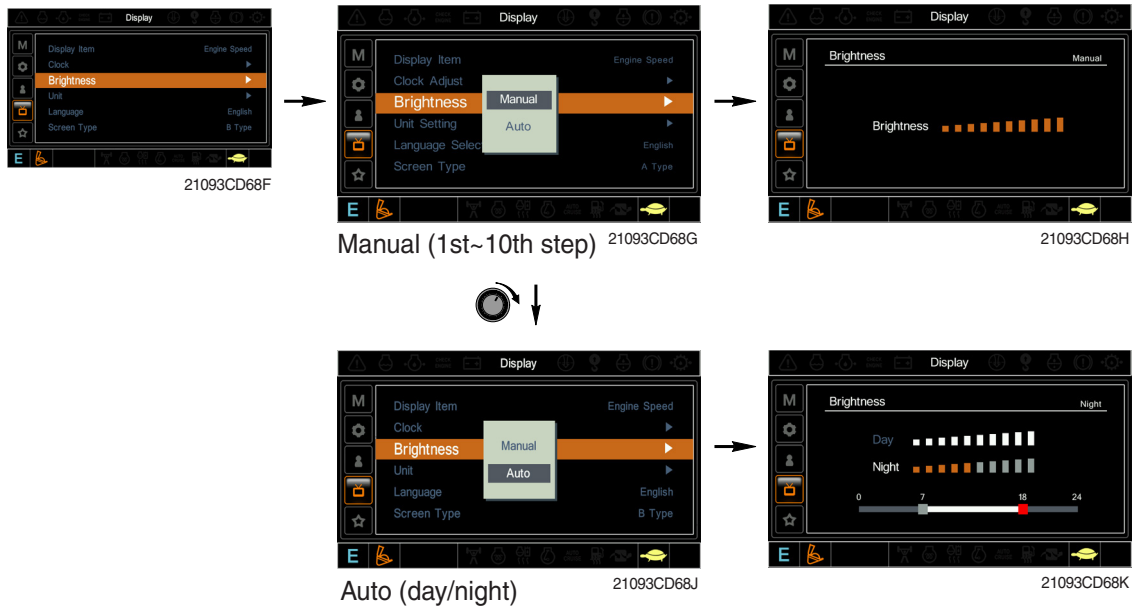 Display
M
Display Item Engine Speed
Clock
Brightness
Unit
Language English
Screen Type B Type
E
21093CD68F
Display
M
Display Item Engine Speed
Clock Adjust
Brightness
Unit Setting
Language Selec English
Screen Type A Type
Manual
Auto
E
Manual (1st~10th step)
21093CD68G
Display
M
Brightness Manual
Brightness
E
21093CD68H
Display
M
Display Item Engine Speed
Clock
Brightness
Unit
Language English
Screen Type B Type
Manual
Auto
E
Auto (day/night)
21093CD68J
Display
M
Brightness Night
Day
Night
0 7 18 24
E
21093CD68K